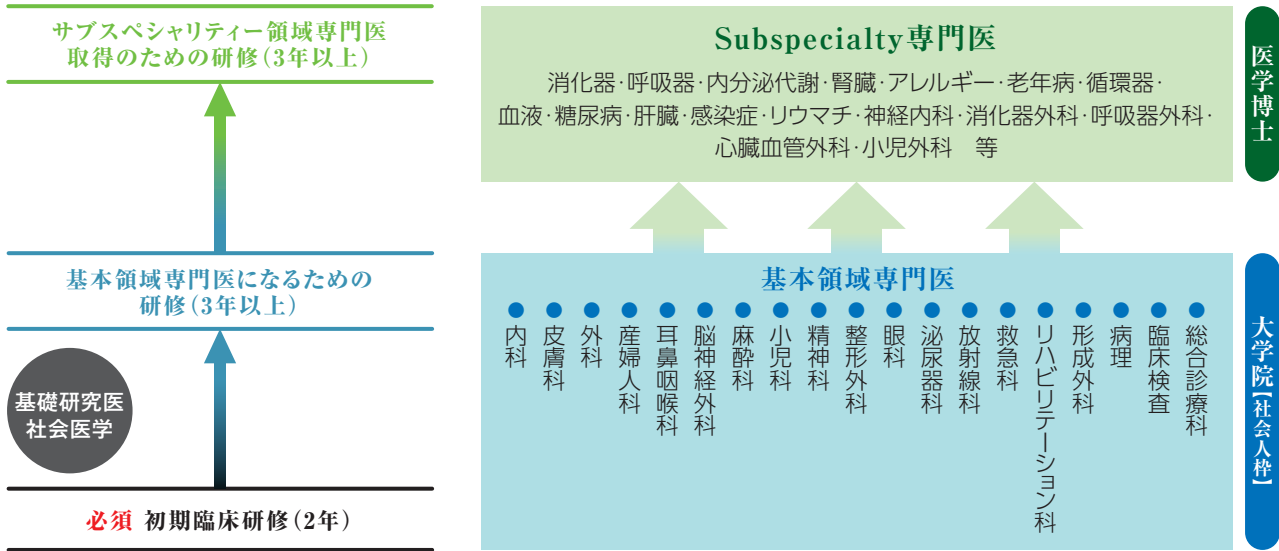 サブスペシャリティー領域専門医
取得のための研修（3年以上）
基本領域専門医になるための
研修（3年以上）
基礎研究医
社会医学
必須 初期臨床研修（2年）
Subspecialty専門医
消化器・呼吸器・内分泌代謝・腎臓・アレルギー・老年病・循環器・
血液・糖尿病・肝臓・感染症・リウマチ・神経内科・消化器外科・呼吸器外科・
心臓血管外科・小児外科　等
基本領域専門医
内科
皮膚科
外科
産婦人科
耳鼻咽喉科
脳神経外科
麻酔科
小児科
精神科
整形外科
眼科
泌尿器科
放射線科
救急科
リハビリテーション科
形成外科
病理
臨床検査
総合診療科
医学博士
大学院【社会人枠】